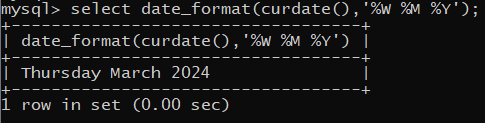 mysql> select date_format(curdate(),'%W %M %Y');
+-----------------------------------+
| date_format(curdate(),'%W %M %Y') |
+-----------------------------------+
| Thursday March 2024               |
+-----------------------------------+
1 row in set (0.00 sec)